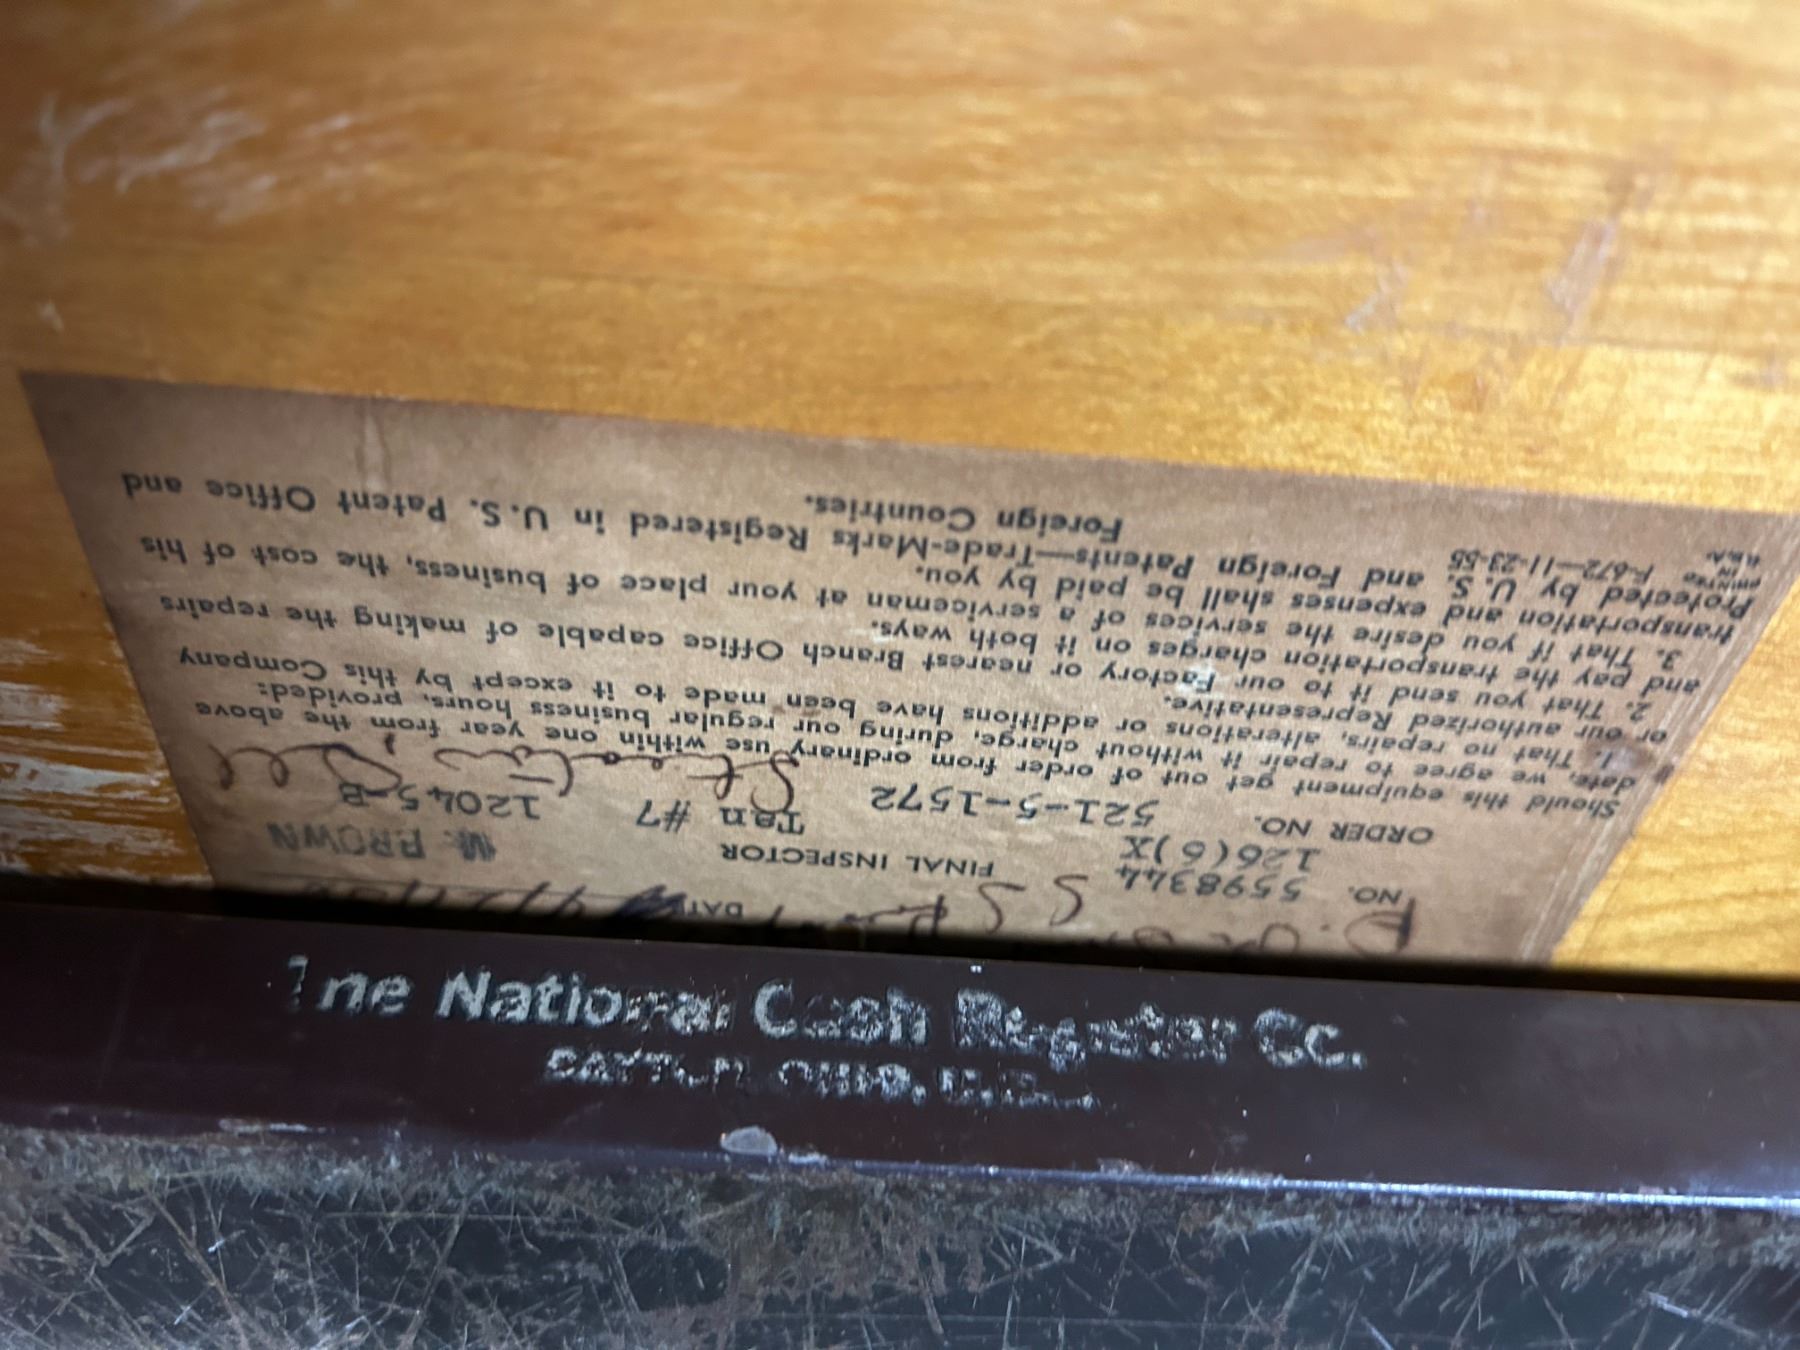 DATE
NO. 5598344
126(6)X FINAL INSPECTOR BROWN
ORDER NO. 521-5-1572 Tan #7 12045-B
Should this equipment get out of order from ordinary use within one year from the above
date, we agree to repair it without charge, during our regular business hours, provided:
1. That no repairs, alterations or additions have been made to it except by this Company
or our authorized Representative.
2. That you send it to our Factory or nearest Branch Office capable of making the repairs
and pay the transportation charges on it both ways.
3. That if you desire the services of a serviceman at your place of business, the cost of his
transportation and expenses shall be paid by you.
Protected by U.S. and Foreign Patents—Trade-Marks Registered in U.S. Patent Office and
Foreign Countries.
PRINTED IN U.S.A. F-672—11-23-55
The National Cash Register Co.
DAYTON, OHIO, U.S.A.